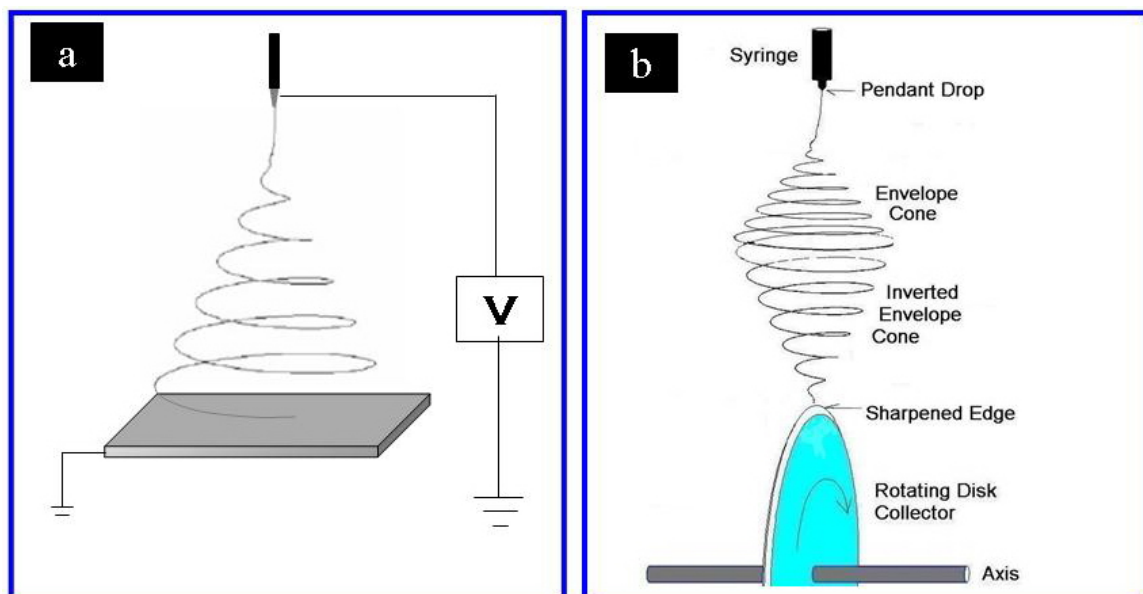 a
V
b
Syringe
Pendant Drop
Envelope
Cone
Inverted
Envelope
Cone
Sharpened Edge
Rotating Disk
Collector
Axis